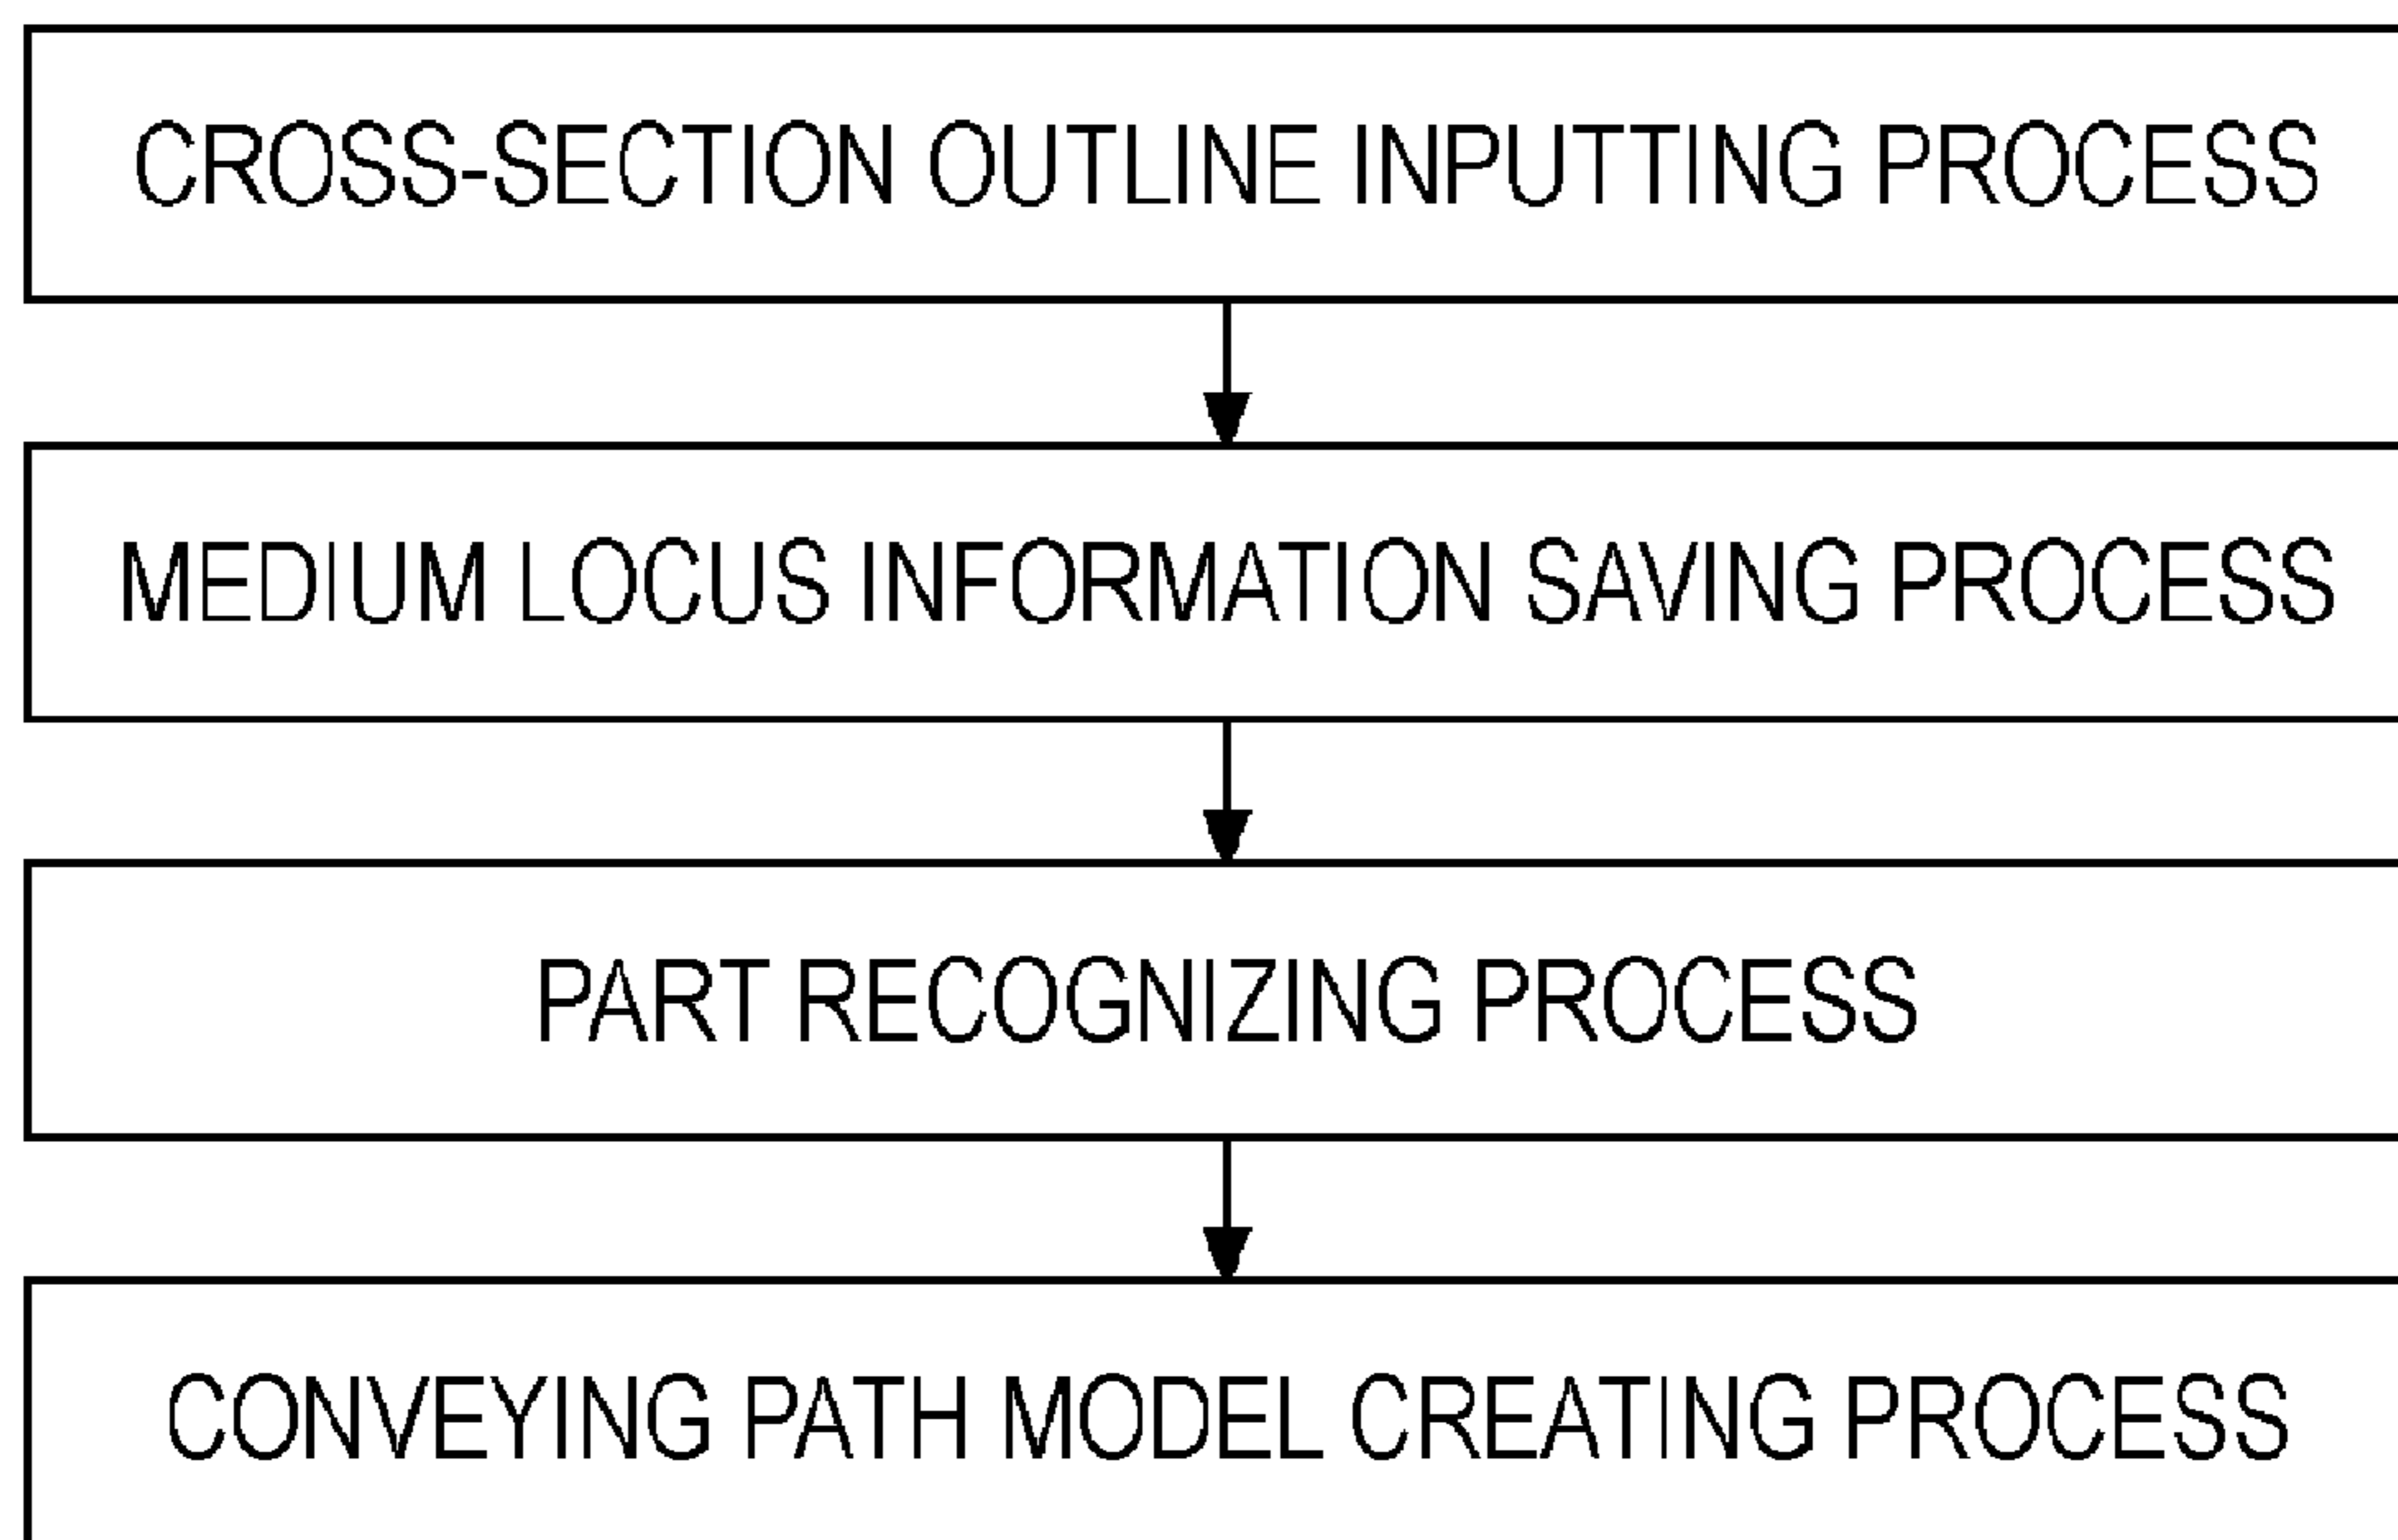 CROSS-SECTION OUTLINE INPUTTING PROCESS
MEDIUM LOCUS INFORMATION SAVING PROCESS
PART RECOGNIZING PROCESS
CONVEYING PATH MODEL CREATING PROCESS